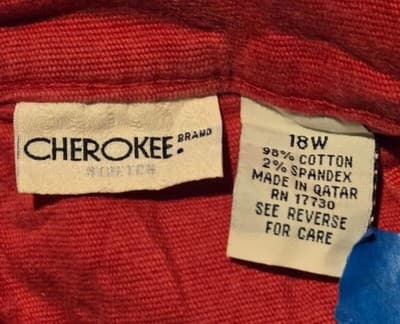 CHEROKEE: BRAND
STRETCH
18W
98% COTTON
2% SPANDEX
MADE IN QATAR
RN 17730
SEE REVERSE
FOR CARE